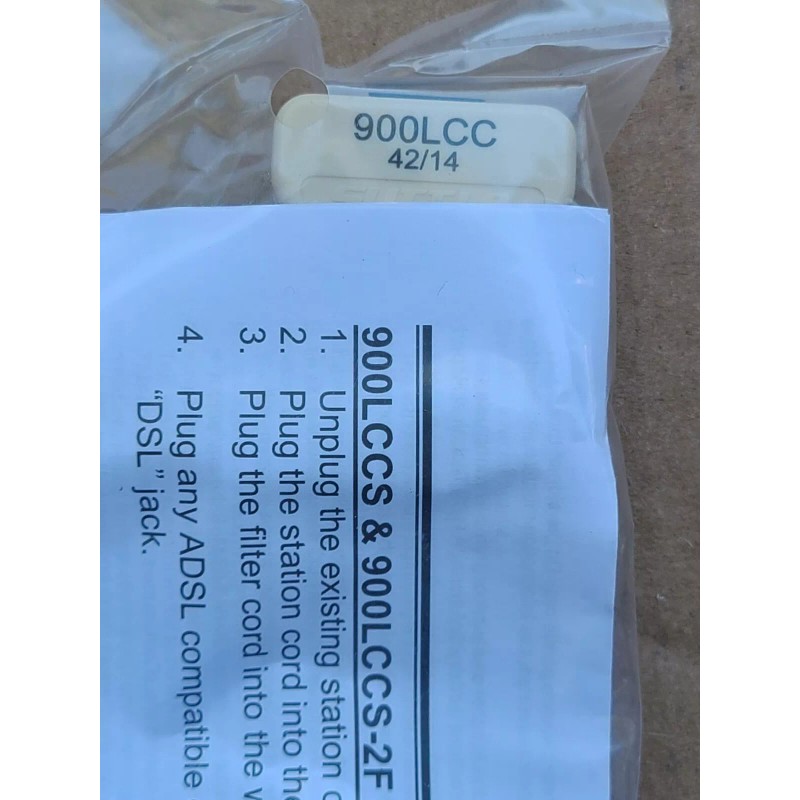 900LCC
42/14
900LCCS & 900LCCS-2F
1. Unplug the existing station
2. Plug the station cord into the
3. Plug the filter cord into the
4. Plug any ADSL compatible
“DSL” jack.